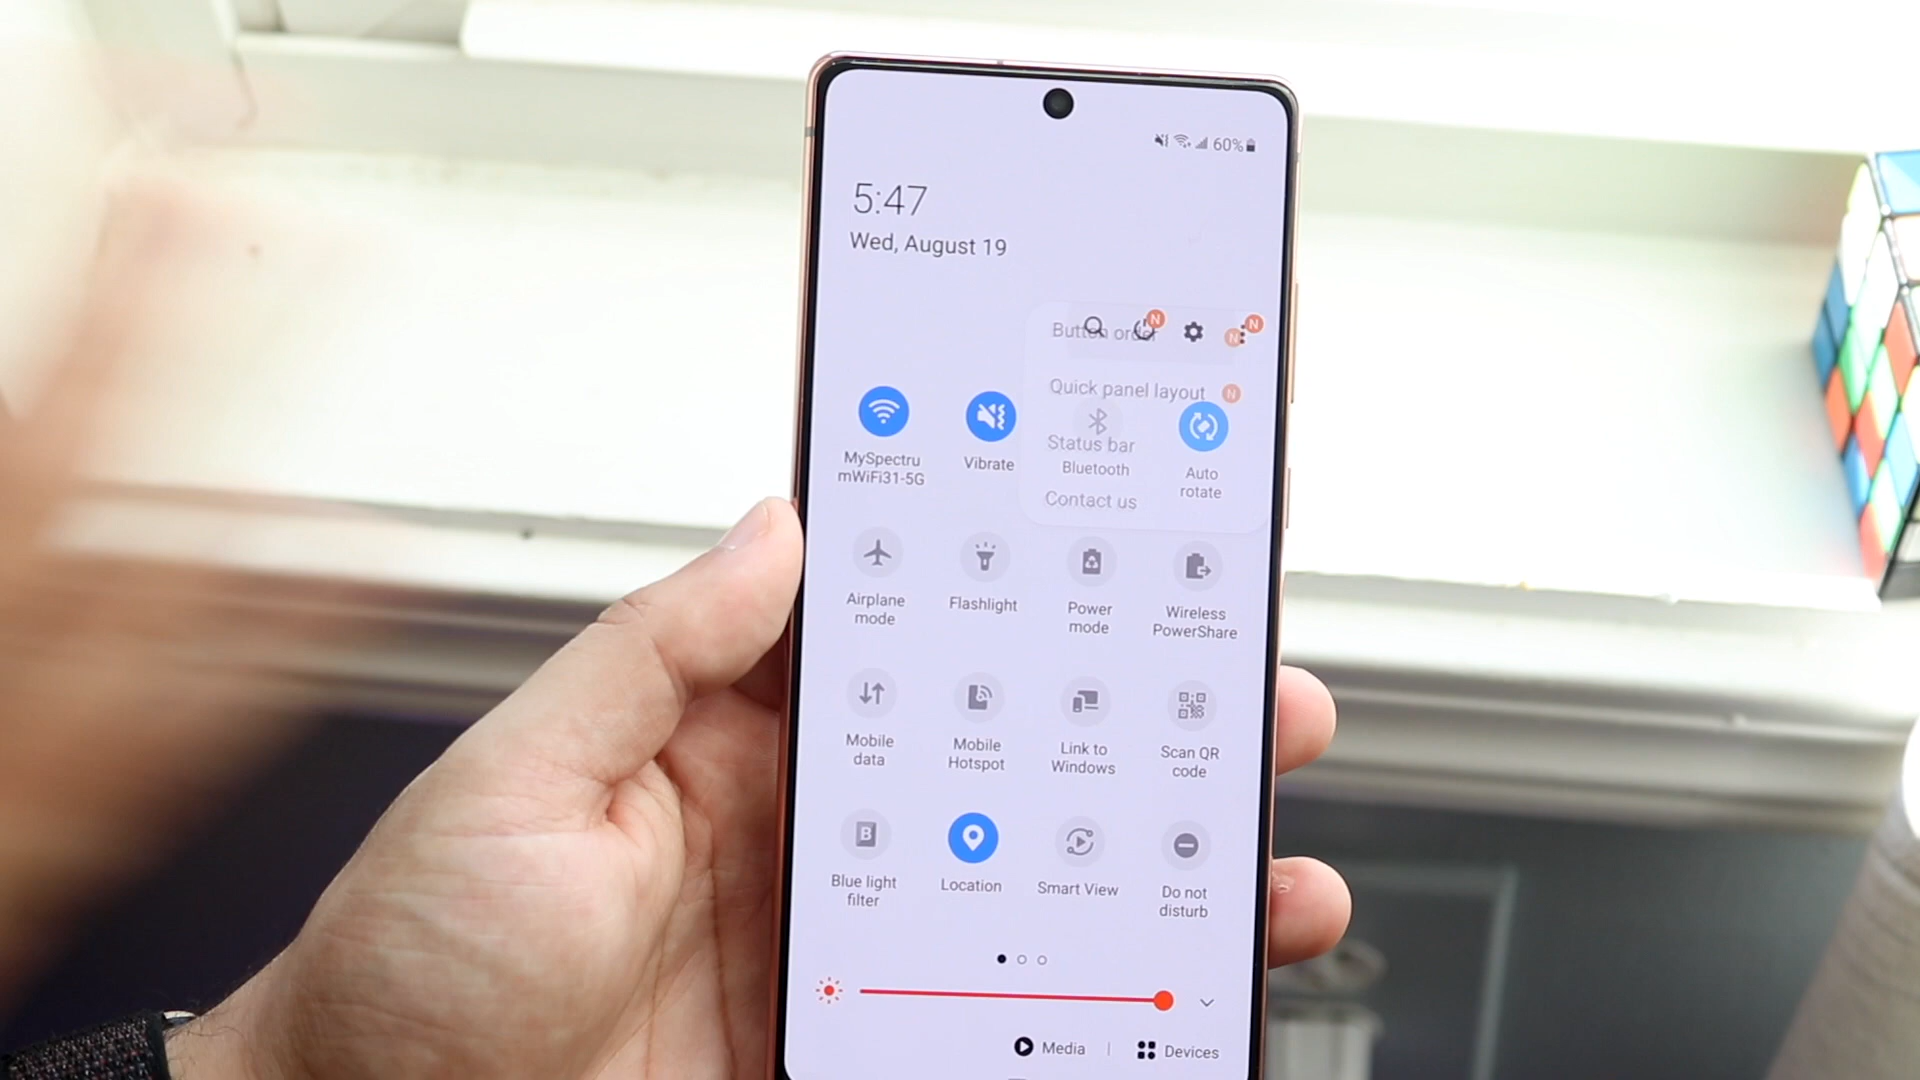 60%
5:47
Wed, August 19
Button order
N
N
N
Quick panel layout
N
Status bar
Contact us
MySpectru
mWiFi31-5G
Vibrate
Bluetooth
Auto
rotate
Airplane
mode
Flashlight
Power
mode
Wireless
PowerShare
Mobile
data
Mobile
Hotspot
Link to
Windows
Scan QR
code
B
Blue light
filter
Location
Smart View
Do not
disturb
Media | Devices